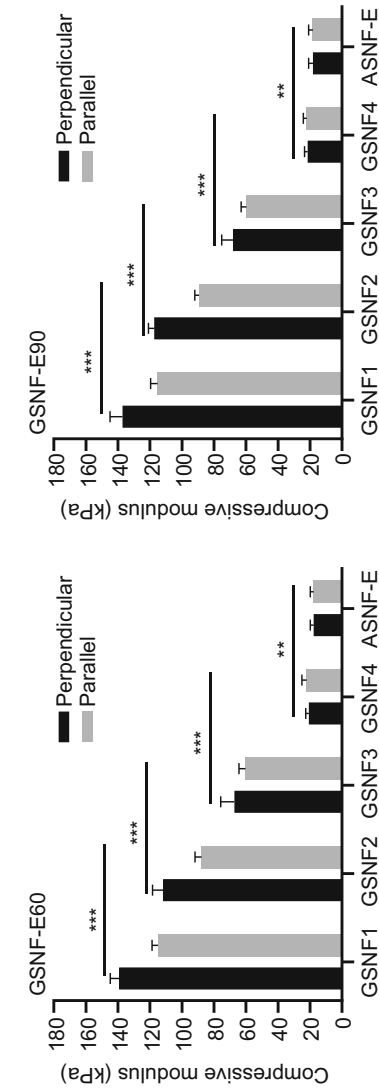 GSNF-E60
Perpendicular
Parallel
Compressive modulus (kPa)
180
160
140
120
100
80
60
40
20
0
***
***
***
**
GSNF1
GSNF2
GSNF3
GSNF4
ASNF-E
GSNF-E90
Perpendicular
Parallel
Compressive modulus (kPa)
180
160
140
120
100
80
60
40
20
0
***
***
***
**
GSNF1
GSNF2
GSNF3
GSNF4
ASNF-E